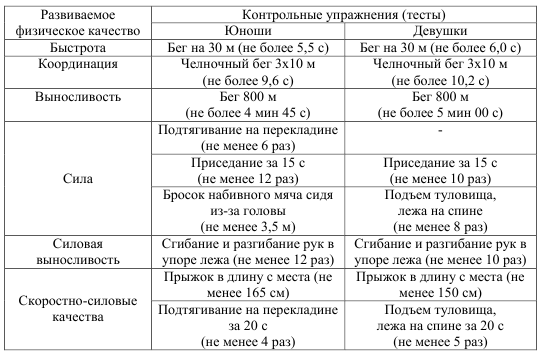 Развиваемое
физическое качество
Контрольные упражнения (тесты)
Юноши
Девушки
Быстрота
Бег на 30 м (не более 5,5 с)
Бег на 30 м (не более 6,0 с)
Координация
Челночный бег 3х10 м
(не более 9,6 с)
Челночный бег 3х10 м
(не более 10,2 с)
Выносливость
Бег 800 м
(не более 4 мин 45 с)
Бег 800 м
(не более 5 мин 00 с)
Сила
Подтягивание на перекладине
(не менее 6 раз)
-
Приседание за 15 с
(не менее 12 раз)
Приседание за 15 с
(не менее 10 раз)
Бросок набивного мяча сидя
из-за головы
(не менее 3,5 м)
Подъем туловища,
лежа на спине
(не менее 8 раз)
Силовая
выносливость
Сгибание и разгибание рук в
упоре лежа (не менее 12 раз)
Сгибание и разгибание рук в
упоре лежа (не менее 10 раз)
Скоростно-силовые
качества
Прыжок в длину с места (не
менее 165 см)
Прыжок в длину с места (не
менее 150 см)
Подтягивание на перекладине
за 20 с
(не менее 4 раз)
Подъем туловища,
лежа на спине за 20 с
(не менее 5 раз)